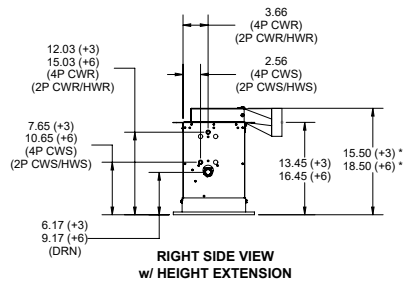 3.66
(4P CWR)
(2P CWR/HWR)
12.03 (+3)
15.03 (+6)
(4P CWR)
(2P CWR/HWR)
2.56
(4P CWS)
(2P CWS/HWS)
7.65 (+3)
10.65 (+6)
(4P CWS)
(2P CWS/HWS)
13.45 (+3)
16.45 (+6)
15.50 (+3) *
18.50 (+6) *
6.17 (+3)
9.17 (+6)
(DRN)
RIGHT SIDE VIEW
w/ HEIGHT EXTENSION